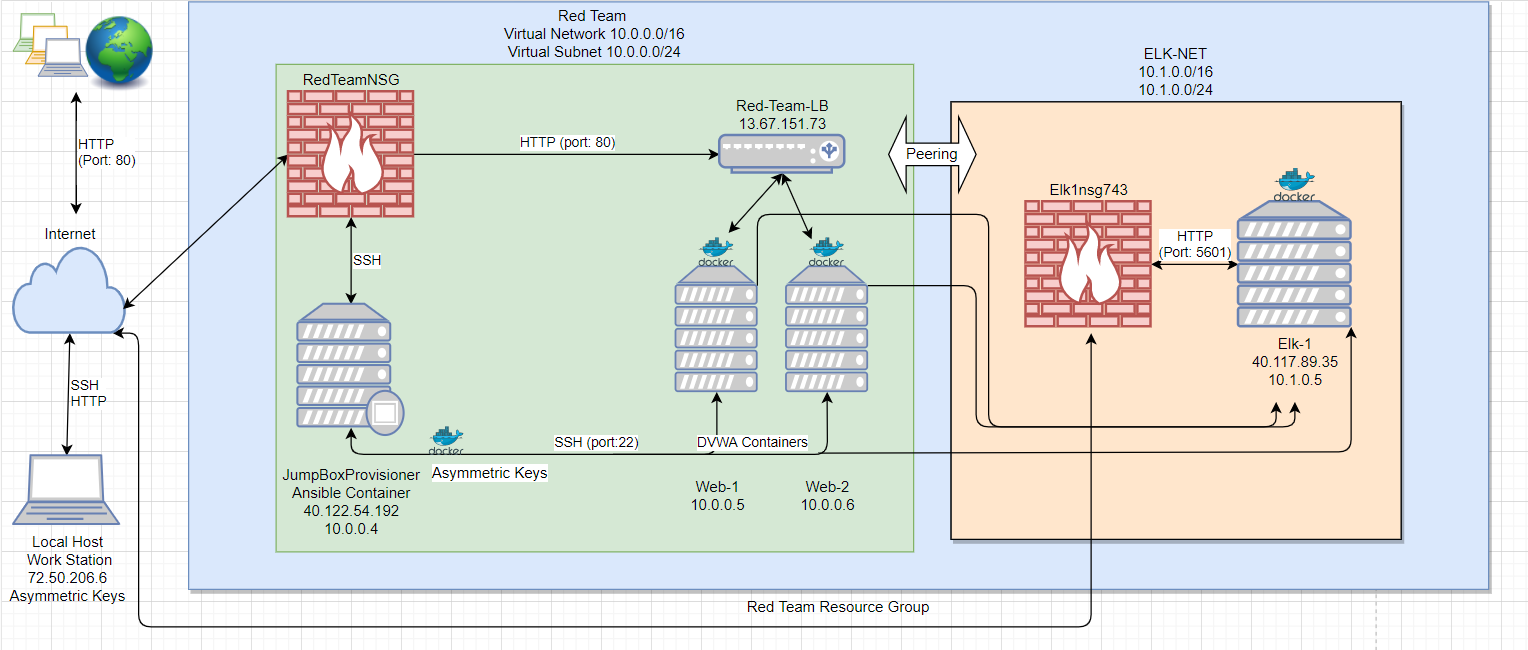 Red Team
Virtual Network 10.0.0.0/16
Virtual Subnet 10.0.0.0/24
ELK-NET
10.1.0.0/16
10.1.0.0/24
RedTeamNSG
Red-Team-LB
13.67.151.73
HTTP (port: 80)
HTTP
(Port: 80)
Peering
Elk1nsg743
docker
HTTP
(Port: 5601)
Internet
SSH
docker
docker
Elk-1
40.117.89.35
10.1.0.5
SSH
HTTP
docker
SSH (port:22)
DVWA Containers
Asymmetric Keys
JumpBoxProvisioner
Ansible Container
40.122.54.192
10.0.0.4
Web-1
10.0.0.5
Web-2
10.0.0.6
Local Host
Work Station
72.50.206.6
Asymmetric Keys
Red Team Resource Group